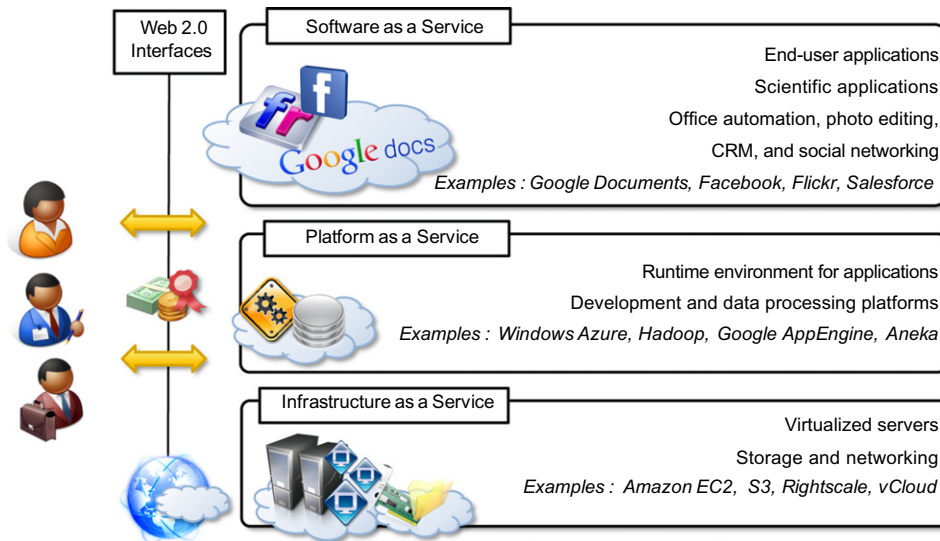 Web 2.0
Interfaces
Software as a Service
End-user applications
Scientific applications
Office automation, photo editing,
CRM, and social networking
Examples : Google Documents, Facebook, Flickr, Salesforce
f
fr
Google docs
Platform as a Service
Runtime environment for applications
Development and data processing platforms
Examples : Windows Azure, Hadoop, Google AppEngine, Aneka
Infrastructure as a Service
Virtualized servers
Storage and networking
Examples : Amazon EC2, S3, Rightscale, vCloud